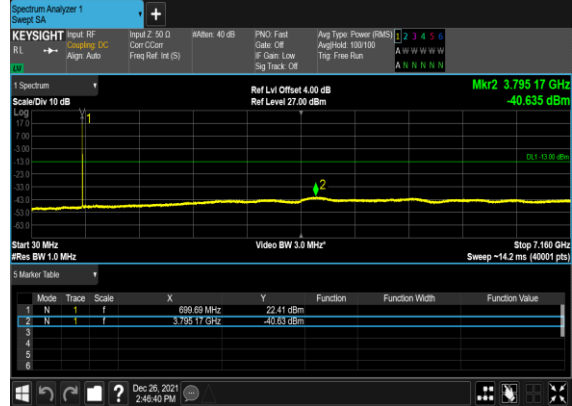 Spectrum Analyzer 1
Swept SA
+
KEYSIGHT Input: RF Input Z: 50 Ω #Atten: 40 dB PNO: Fast Avg Type: Power (RMS) 1 2 3 4 5 6
RL Coupling: DC Corr CCorr Gate: Off Avg|Hold: 100/100 A W W W W W
Align: Auto Freq Ref: Int (S) IF Gain: Low Trig: Free Run
Sig Track: Off A N N N N N
1 Spectrum Ref Lvl Offset 4.00 dB Mkr2 3.795 17 GHz
Scale/Div 10 dB Ref Level 27.00 dBm -40.635 dBm
Log
17.0
7.00
-3.00
-13.0
-23.0
-33.0
-43.0
-53.0
-63.0
1
2
DL1 -13.00 dBm
Start 30 MHz Video BW 3.0 MHz* Stop 7.160 GHz
#Res BW 1.0 MHz Sweep ~14.2 ms (40001 pts)
5 Marker Table
Mode Trace Scale X Y Function Function Width Function Value
1 N 1 f 699.69 MHz 22.41 dBm
2 N 1 f 3.795 17 GHz -40.63 dBm
3
4
5
6
? Dec 26, 2021
2:46:40 PM